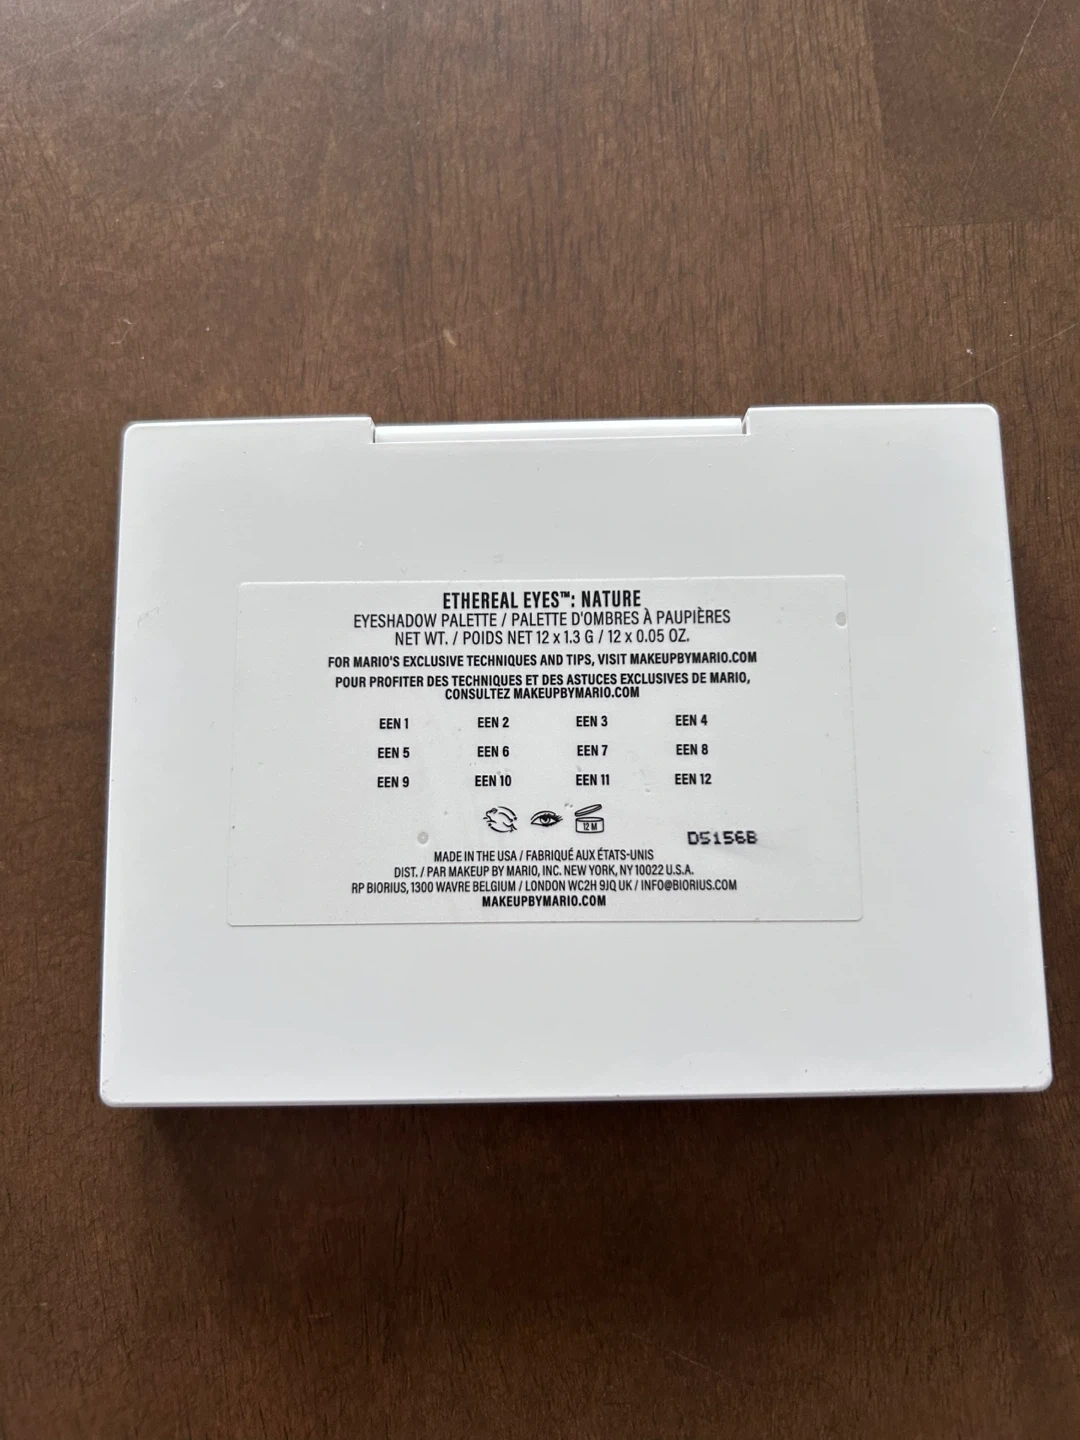 ETHEREAL EYES™: NATURE
EYESHADOW PALETTE / PALETTE D'OMBRES À PAUPIÈRES
NET WT. / POIDS NET 12 x 1.3 G / 12 x 0.05 OZ.
FOR MARIO'S EXCLUSIVE TECHNIQUES AND TIPS, VISIT MAKEUPBYMARIO.COM
POUR PROFITER DES TECHNIQUES ET DES ASTUCES EXCLUSIVES DE MARIO,
CONSULTEZ MAKEUPBYMARIO.COM
EEN 1 EEN 2 EEN 3 EEN 4
EEN 5 EEN 6 EEN 7 EEN 8
EEN 9 EEN 10 EEN 11 EEN 12
12 M
D5156B
MADE IN THE USA / FABRIQUÉ AUX ÉTATS-UNIS
DIST. / PAR MAKEUP BY MARIO, INC. NEW YORK, NY 10022 U.S.A.
RP BIORIUS, 1300 WAVRE BELGIUM / LONDON WC2H 9JQ UK / INFO@BIORIUS.COM
MAKEUPBYMARIO.COM